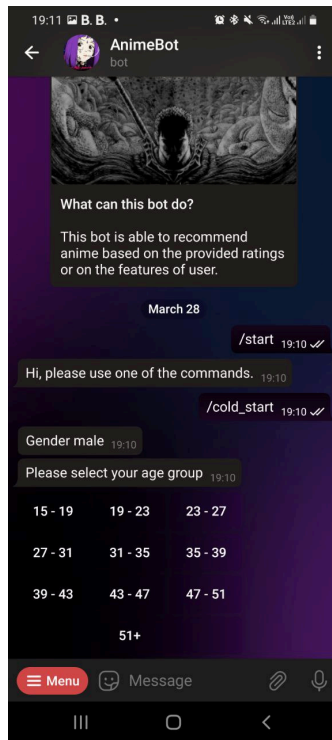 19:11 B. B. •
AnimeBot
bot
What can this bot do?
This bot is able to recommend
anime based on the provided ratings
or on the features of user.
March 28
/start 19:10
Hi, please use one of the commands. 19:10
/cold_start 19:10
Gender male 19:10
Please select your age group 19:10
15 - 19 19 - 23 23 - 27
27 - 31 31 - 35 35 - 39
39 - 43 43 - 47 47 - 51
51+
Menu Message